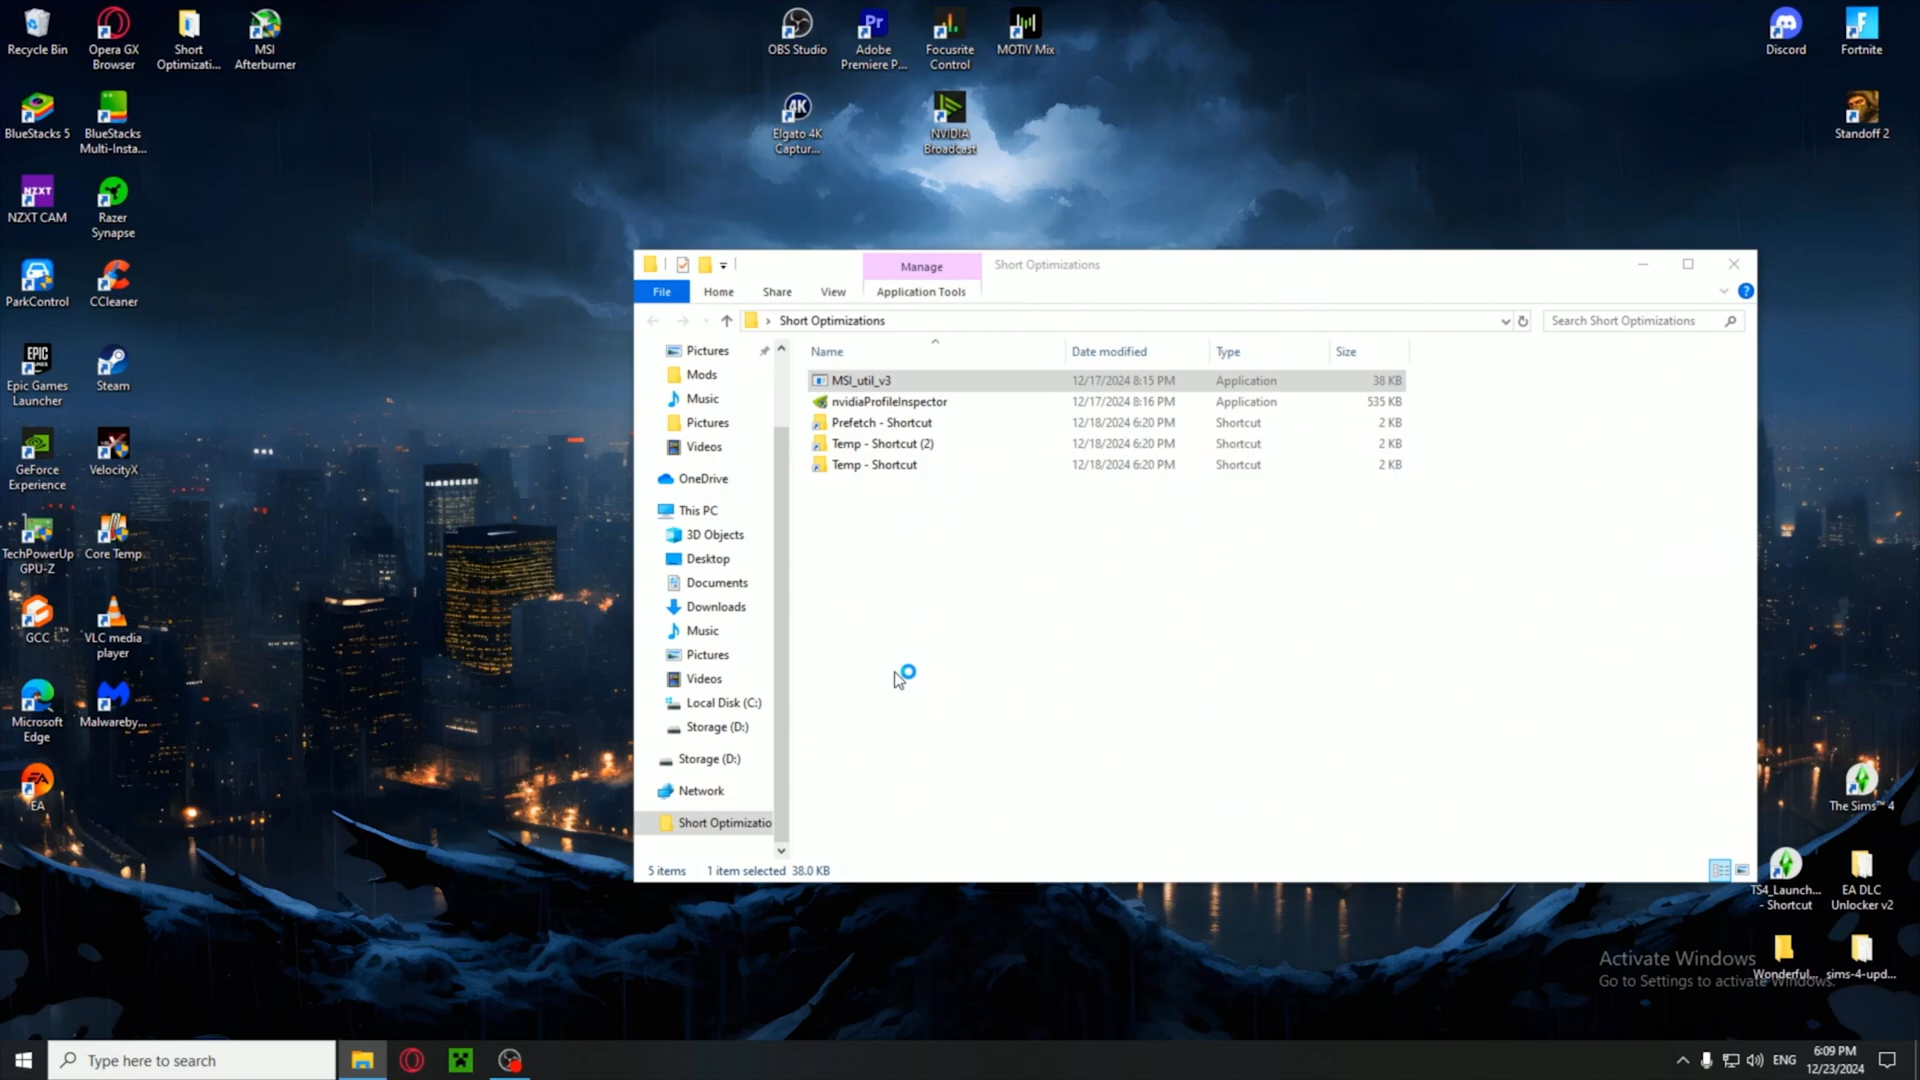 Recycle Bin
Opera GX
Browser
Short
Optimizati...
MSI
Afterburner
OBS Studio
Adobe
Premiere P...
Focusrite
Control
MOTIV Mix
Discord
Fortnite
BlueStacks 5
BlueStacks
Multi-Insta...
4K
Elgato 4K
Captur...
NVIDIA
Broadcast
Standoff 2
NZXT
NZXT CAM
Razer
Synapse
ParkControl
CCleaner
EPIC
GAMES
Epic Games
Launcher
Steam
GeForce
Experience
VelocityX
TechPowerUp
GPU-Z
Core Temp
GCC
VLC media
player
Microsoft
Edge
Malwareby...
EA
EA
Manage
Short Optimizations
File
Home
Share
View
Application Tools
Short Optimizations
Search Short Optimizations
Name
Date modified
Type
Size
MSI_util_v3 12/17/2024 8:15 PM Application 38 KB
nvidiaProfileInspector 12/17/2024 8:16 PM Application 535 KB
Prefetch - Shortcut 12/18/2024 6:20 PM Shortcut 2 KB
Temp - Shortcut (2) 12/18/2024 6:20 PM Shortcut 2 KB
Temp - Shortcut 12/18/2024 6:20 PM Shortcut 2 KB
Pictures
Mods
Music
Pictures
Videos
OneDrive
This PC
3D Objects
Desktop
Documents
Downloads
Music
Pictures
Videos
Local Disk (C:)
Storage (D:)
Storage (D:)
Network
Short Optimizatio
5 items 1 item selected 38.0 KB
The Sims™ 4
TS4_Launch...
- Shortcut
EA DLC
Unlocker v2
Wonderful...
sims-4-upd...
Activate Windows
Go to Settings to activate Windows.
Type here to search
ENG
6:09 PM
12/23/2024